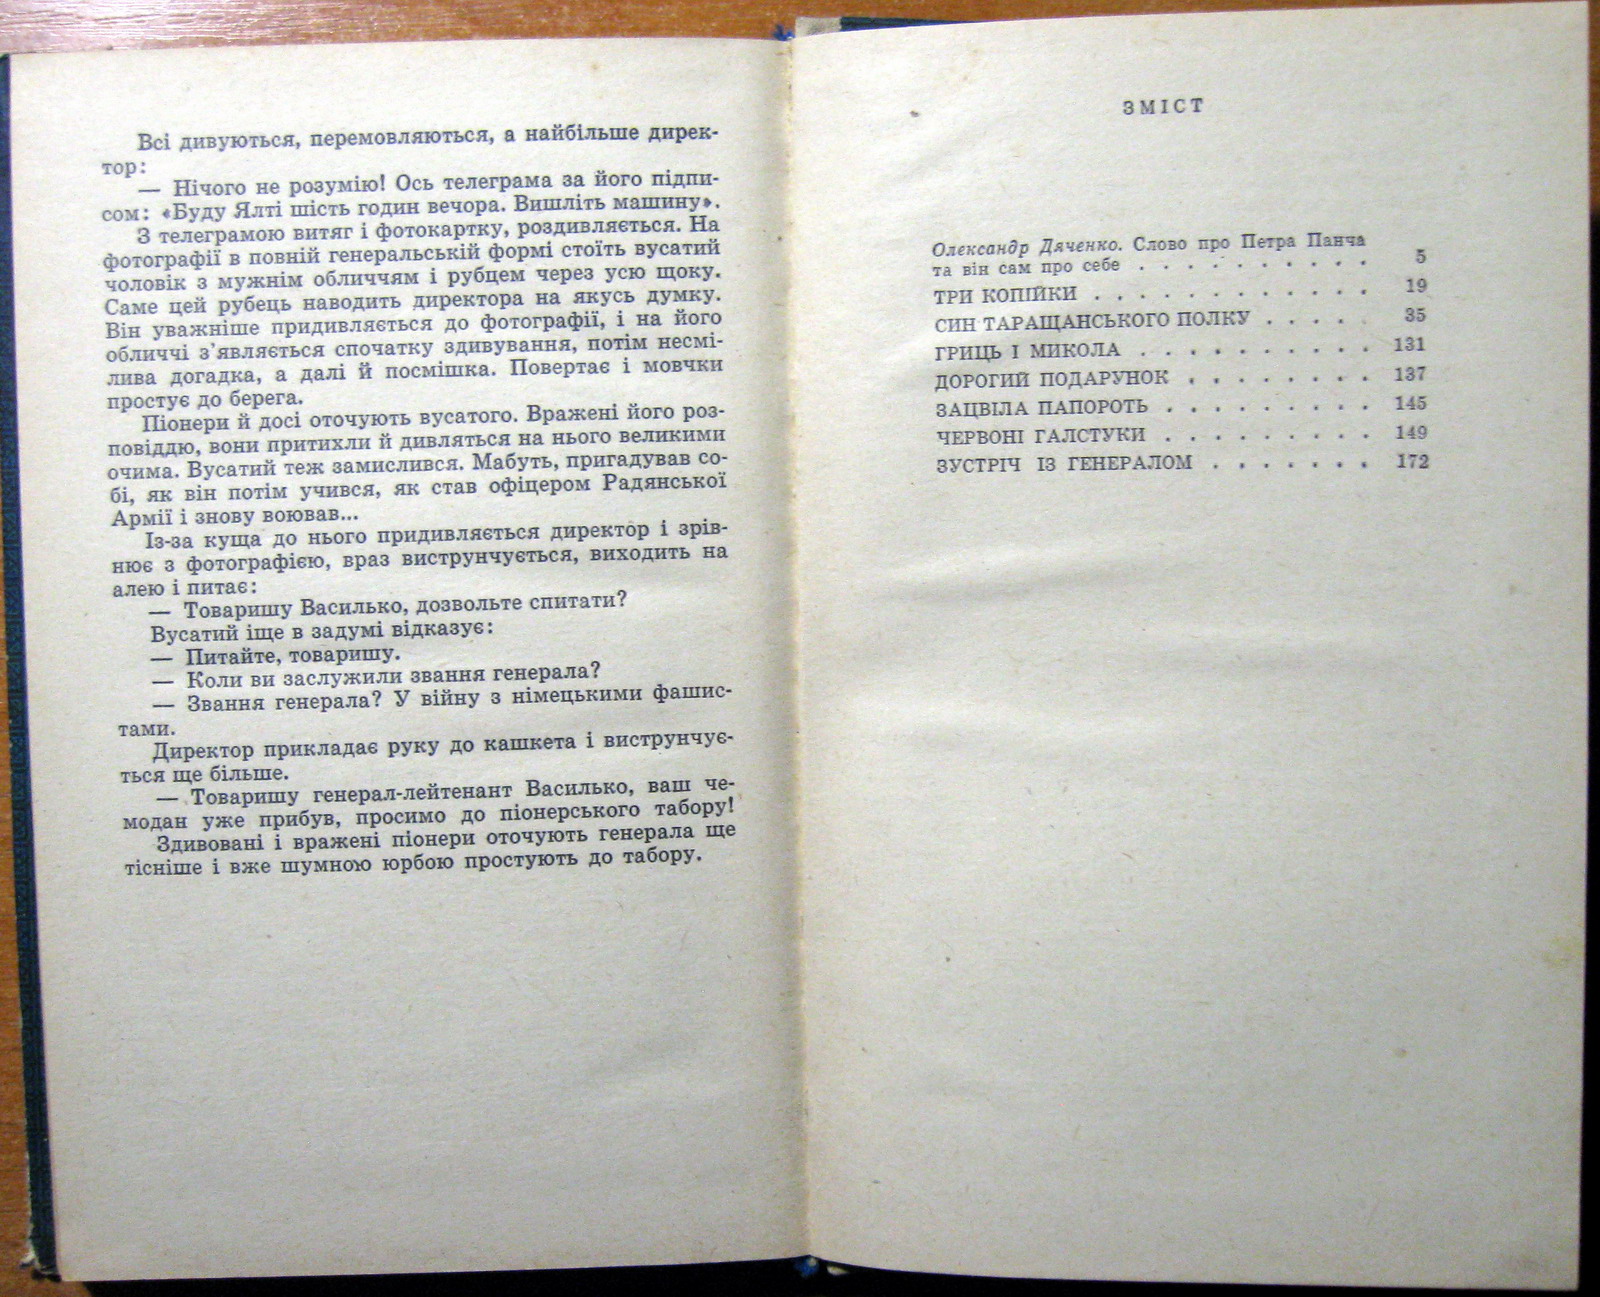 Всі дивуються, перемовляються, а найбільше дирек-
тор:
— Нічого не розумію! Ось телеграма за його підпи-
сом: «Буду Ялті шість годин вечора. Вишліть машину».
З телеграмою витяг і фотокартку, роздивляється. На
фотографії в повній генеральській формі стоїть вусатий
чоловік з мужнім обличчям і рубцем через усю щоку.
Саме цей рубець наводить директора на якусь думку.
Він уважніше придивляється до фотографії, і на його
обличчі з'являється спочатку здивування, потім несмі-
лива догадка, а далі й посмішка. Повертає і мовчки
простує до берега.
Піонери й досі оточують вусатого. Вражені його роз-
повіддю, вони притихли й дивляться на нього великими
очима. Вусатий теж замислився. Мабуть, пригадував со-
бі, як він потім учився, як став офіцером Радянської
Армії і знову воював...
Із-за куща до нього придивляється директор і зрів-
нює з фотографією, враз виструнчується, виходить на
алею і питає:
— Товаришу Василько, дозвольте спитати?
Вусатий іще в задумі відказує:
— Питайте, товаришу.
— Коли ви заслужили звання генерала?
— Звання генерала? У війну з німецькими фашис-
тами.
Директор прикладає руку до кашкета і виструнчує-
ться ще більше.
— Товаришу генерал-лейтенант Василько, ваш че-
модан уже прибув, просимо до піонерського табору!
Здивовані і вражені піонери оточують генерала ще
тісніше і вже шумною юрбою простують до табору.
ЗМІСТ
Олександр Дяченко. Слово про Петра Панча
та він сам про себе . . . . . . . . . . 5
ТРИ КОПІЙКИ . . . . . . . . . . . . 19
СИН ТАРАЩАНСЬКОГО ПОЛКУ . . . . . 35
ГРИЦЬ І МИКОЛА . . . . . . . . . . 131
ДОРОГИЙ ПОДАРУНОК . . . . . . . . 137
ЗАЦВІЛА ПАПОРОТЬ . . . . . . . . . 145
ЧЕРВОНІ ГАЛСТУКИ . . . . . . . . . 149
ЗУСТРІЧ ІЗ ГЕНЕРАЛОМ . . . . . . . 172